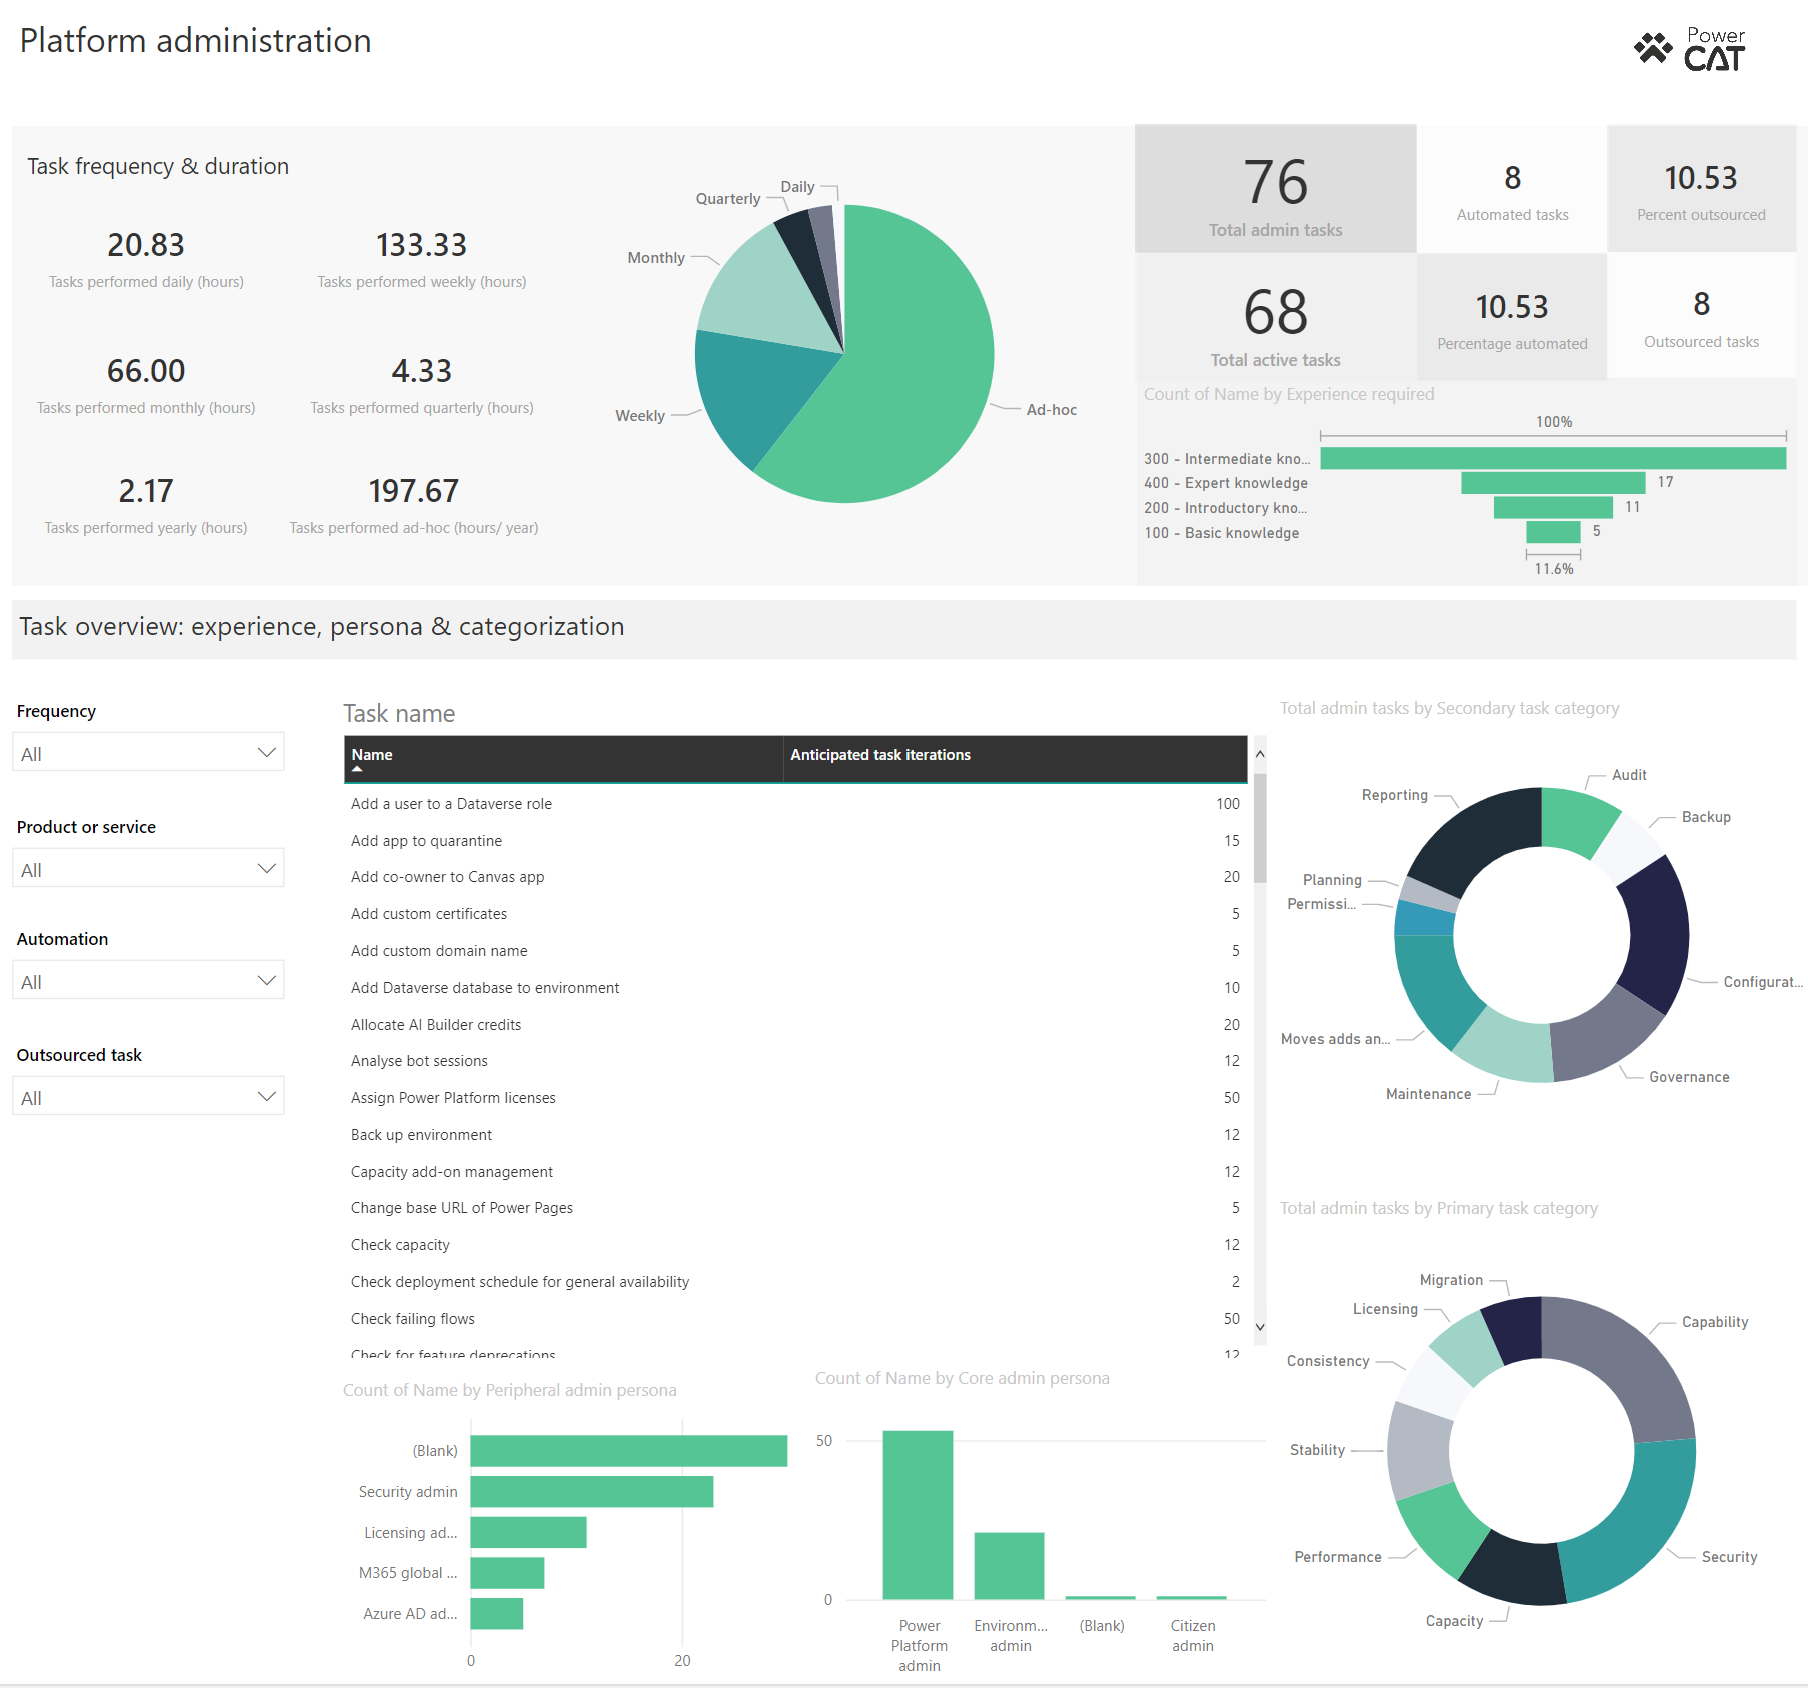 Platform administration
Power
CAT
Task frequency & duration
20.83
Tasks performed daily (hours)
133.33
Tasks performed weekly (hours)
66.00
Tasks performed monthly (hours)
4.33
Tasks performed quarterly (hours)
2.17
Tasks performed yearly (hours)
197.67
Tasks performed ad-hoc (hours/ year)
Daily
Quarterly
Monthly
Weekly
Ad-hoc
76
Total admin tasks
8
Automated tasks
10.53
Percent outsourced
68
Total active tasks
10.53
Percentage automated
8
Outsourced tasks
Count of Name by Experience required
100%
300 - Intermediate kno...
400 - Expert knowledge
17
200 - Introductory kno...
11
100 - Basic knowledge
5
11.6%
Task overview: experience, persona & categorization
Frequency
All
Product or service
All
Automation
All
Outsourced task
All
Task name
Name
Anticipated task iterations
Add a user to a Dataverse role 100
Add app to quarantine 15
Add co-owner to Canvas app 20
Add custom certificates 5
Add custom domain name 5
Add Dataverse database to environment 10
Allocate AI Builder credits 20
Analyse bot sessions 12
Assign Power Platform licenses 50
Back up environment 12
Capacity add-on management 12
Change base URL of Power Pages 5
Check capacity 12
Check deployment schedule for general availability 2
Check failing flows 50
Check for feature deprecations 12
Count of Name by Peripheral admin persona
(Blank)
Security admin
Licensing ad...
M365 global ...
Azure AD ad...
0
20
Count of Name by Core admin persona
50
0
Power
Platform
admin
Environm...
admin
(Blank)
Citizen
admin
Total admin tasks by Secondary task category
Audit
Reporting
Backup
Planning
Permissi...
Configurat...
Moves adds an...
Governance
Maintenance
Total admin tasks by Primary task category
Migration
Licensing
Capability
Consistency
Stability
Performance
Security
Capacity